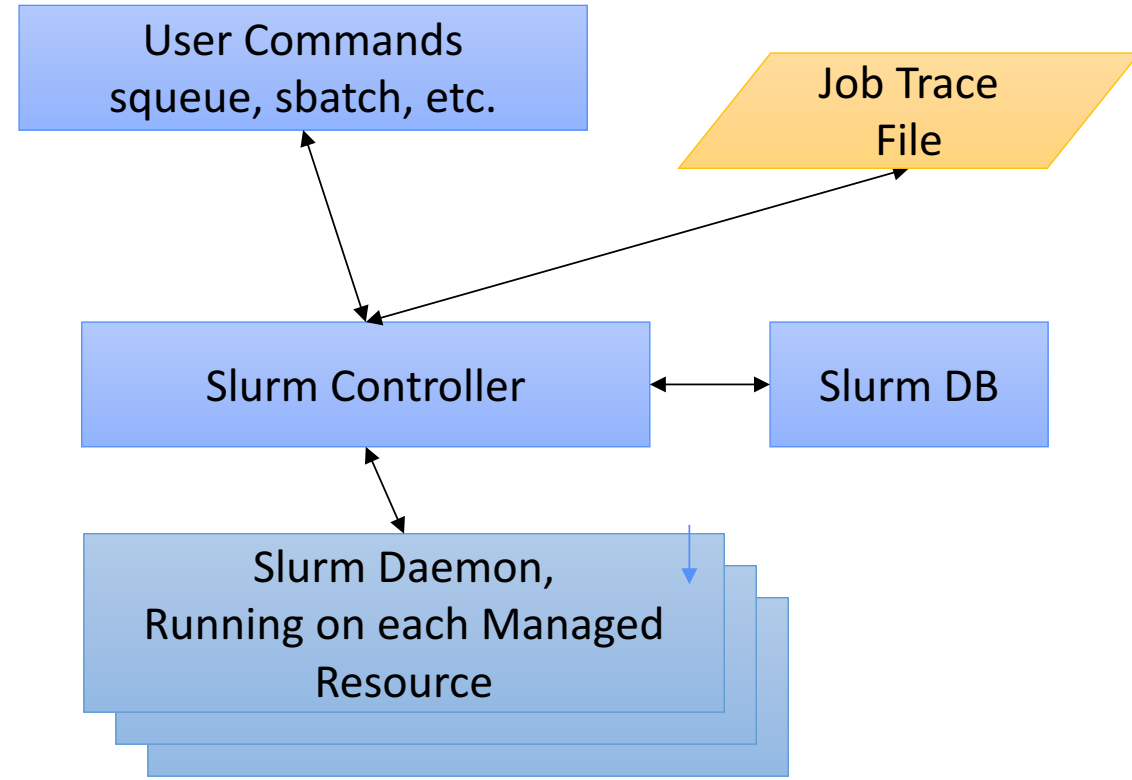 User Commands
squeue, sbatch, etc.
Job Trace
File
Slurm Controller
Slurm DB
Slurm Daemon,
Running on each Managed
Resource